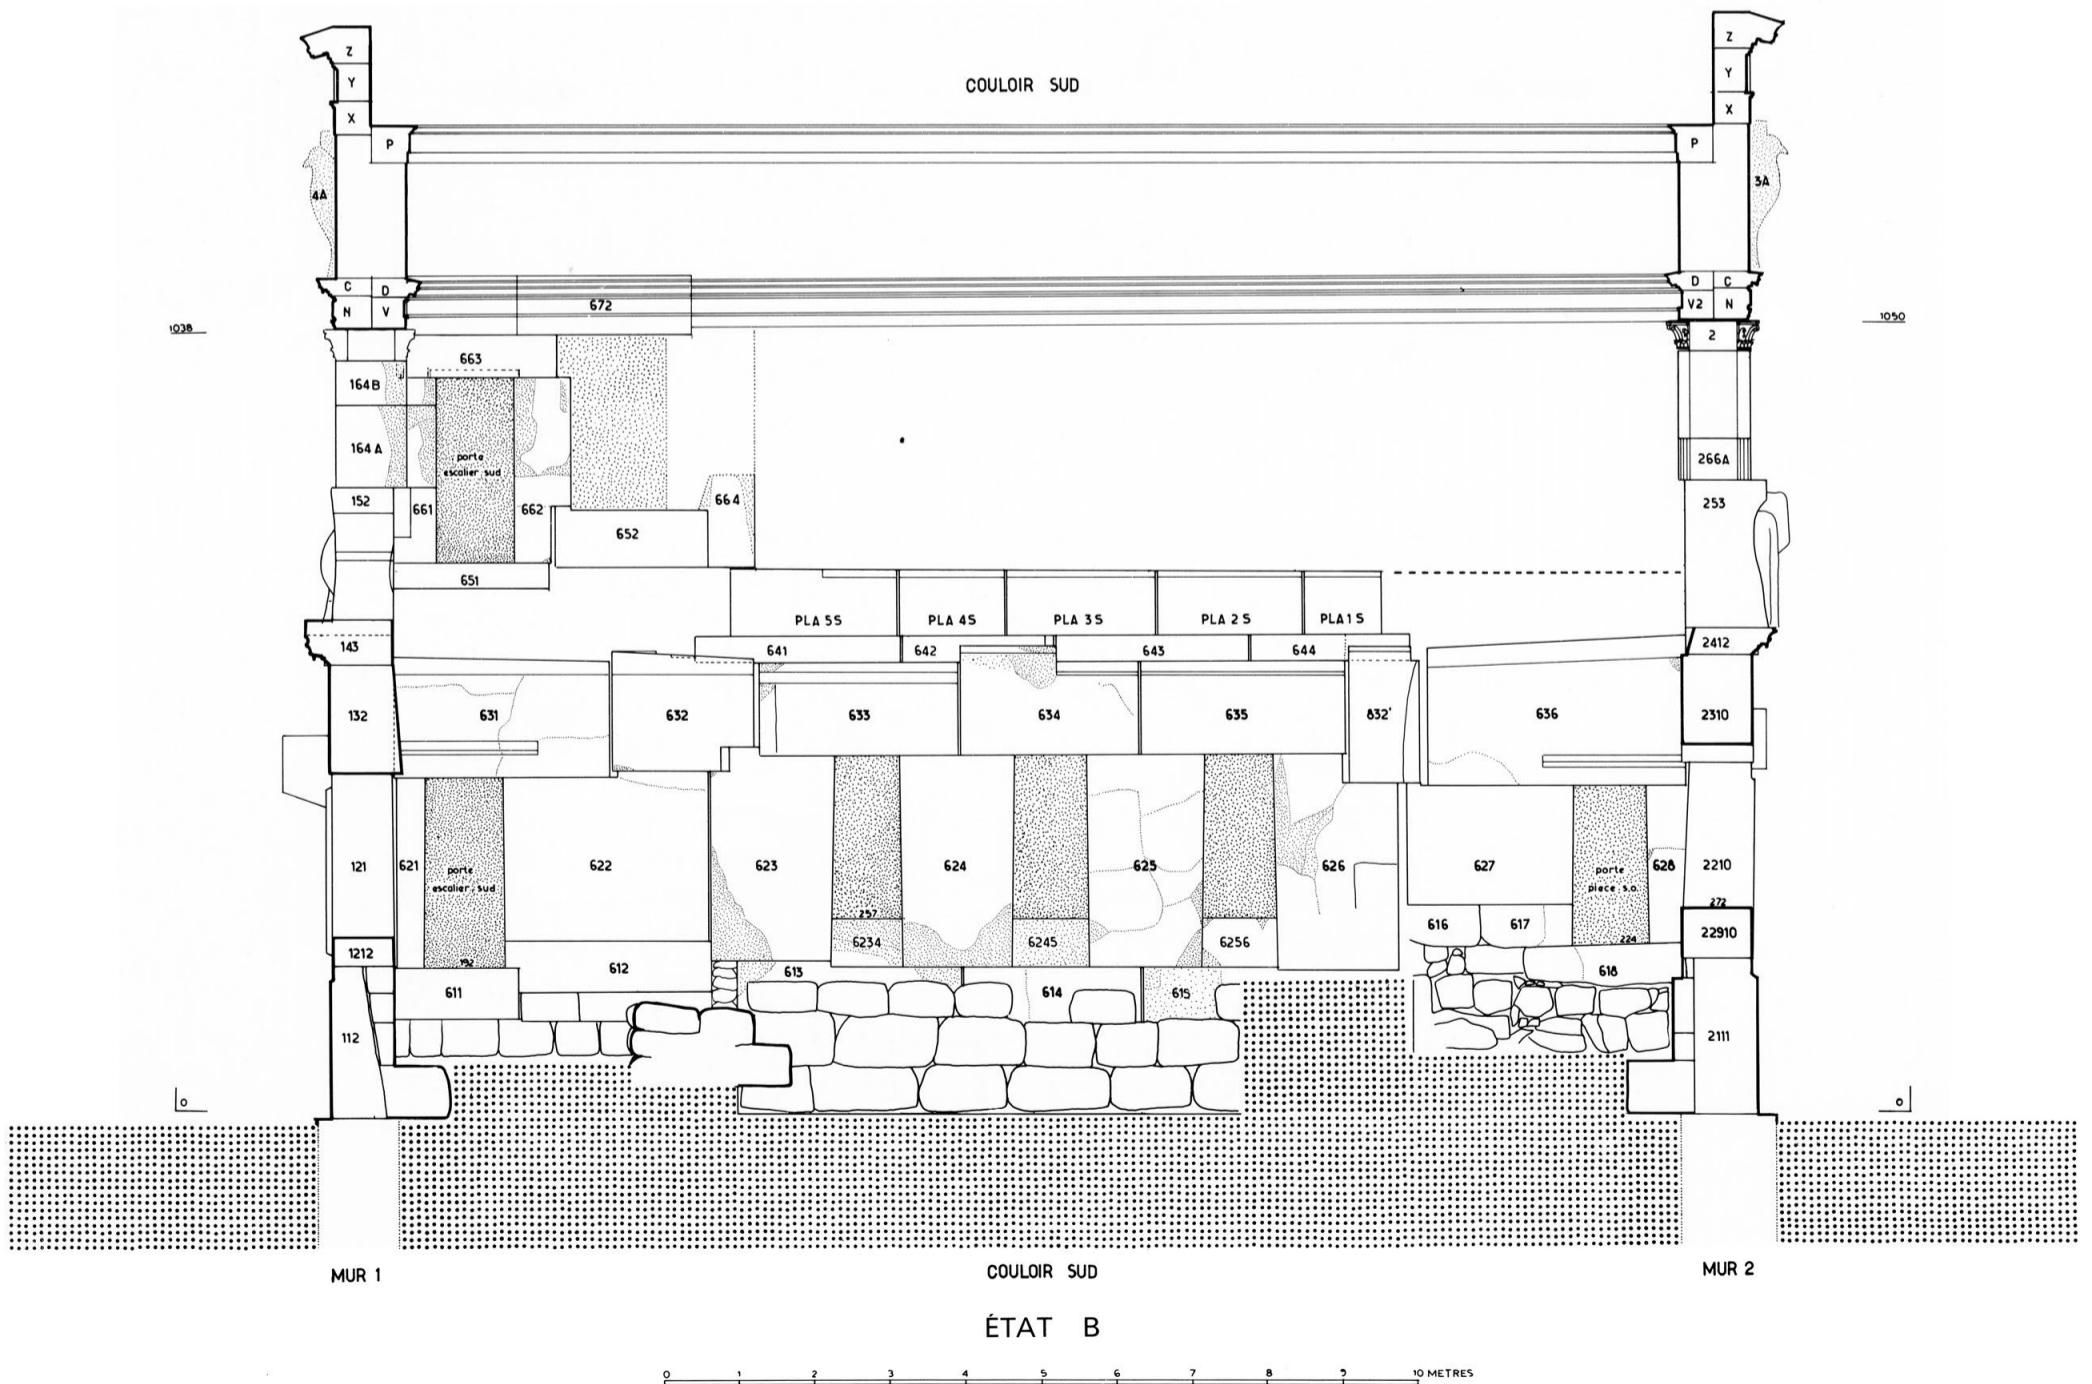 Z Z
COULOIR SUD
Y Y
X X
P P
4A 3A
C D D C
N V 672 V2 N
1038 1050
2
663
164B
164A porte 266A
escalier sud
152 664 253
661 662
652
651
PLA 5S PLA 4S PLA 3S PLA 2S PLA 1S
143 641 642 643 644 2412
132 631 632 633 634 635 832' 636 2310
121 621 porte 622 623 624 625 626 627 porte 628 2210
escalier sud piece s.o.
257 272
616 617 22910
6234 6245 6256 224
1212 192 612 613 618
611 614 615
112 2111
0 0
MUR 1 COULOIR SUD MUR 2
ÉTAT B
0 1 2 3 4 5 6 7 8 9 10 METRES